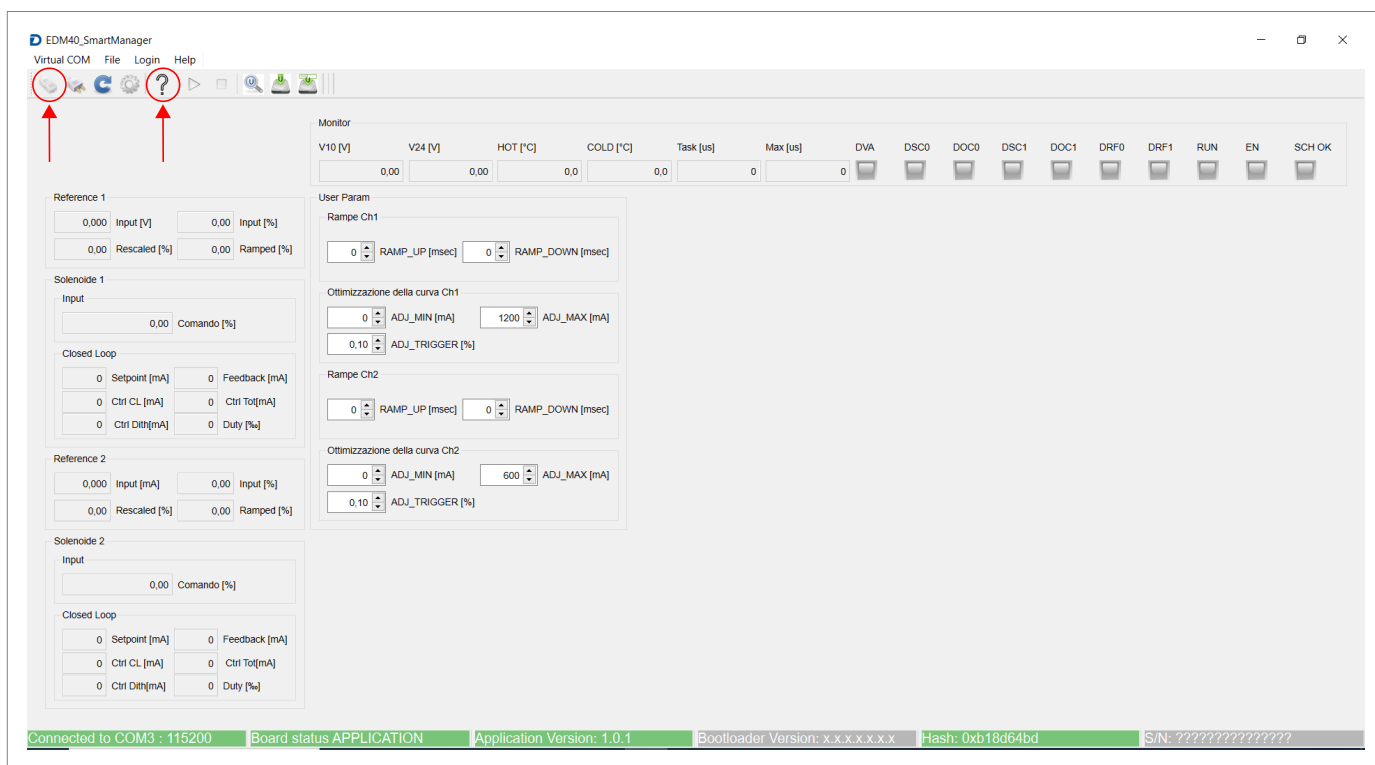 EDM40_SmartManager
Virtual COM File Login Help
Monitor
V10 [V] V24 [V] HOT [°C] COLD [°C] Task [us] Max [us] DVA DSC0 DOC0 DSC1 DOC1 DRF0 DRF1 RUN EN SCH OK
0,00 0,00 0,0 0,0 0 0
Reference 1
0,000 Input [V] 0,00 Input [%]
0,00 Rescaled [%] 0,00 Ramped [%]
Solenoide 1
Input
0,00 Comando [%]
Closed Loop
0 Setpoint [mA] 0 Feedback [mA]
0 Ctrl CL [mA] 0 Ctrl Tot[mA]
0 Ctrl Dith[mA] 0 Duty [‰]
Reference 2
0,000 Input [mA] 0,00 Input [%]
0,00 Rescaled [%] 0,00 Ramped [%]
Solenoide 2
Input
0,00 Comando [%]
Closed Loop
0 Setpoint [mA] 0 Feedback [mA]
0 Ctrl CL [mA] 0 Ctrl Tot[mA]
0 Ctrl Dith[mA] 0 Duty [‰]
User Param
Rampe Ch1
0 RAMP_UP [msec] 0 RAMP_DOWN [msec]
Ottimizzazione della curva Ch1
0 ADJ_MIN [mA] 1200 ADJ_MAX [mA]
0,10 ADJ_TRIGGER [%]
Rampe Ch2
0 RAMP_UP [msec] 0 RAMP_DOWN [msec]
Ottimizzazione della curva Ch2
0 ADJ_MIN [mA] 600 ADJ_MAX [mA]
0,10 ADJ_TRIGGER [%]
Connected to COM3 : 115200 Board status APPLICATION Application Version: 1.0.1 Bootloader Version: x.x.x.x.x.x Hash: 0xb18d64bd S/N: ???????????????